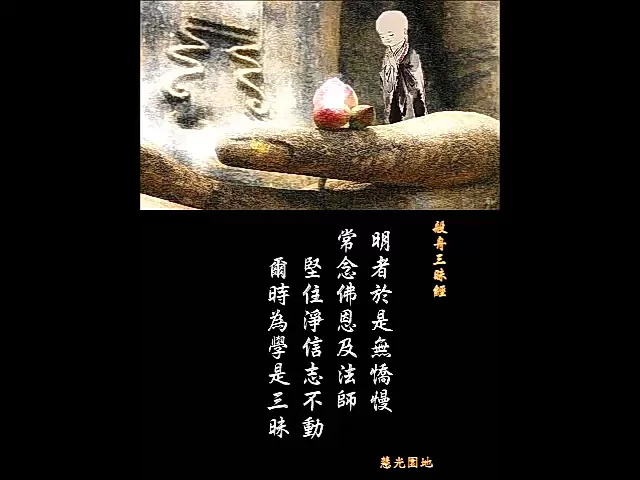 般舟三昧經
明者於是無憍慢
常念佛恩及法師
堅住淨信志不動
爾時為學是三昧
慈光園地